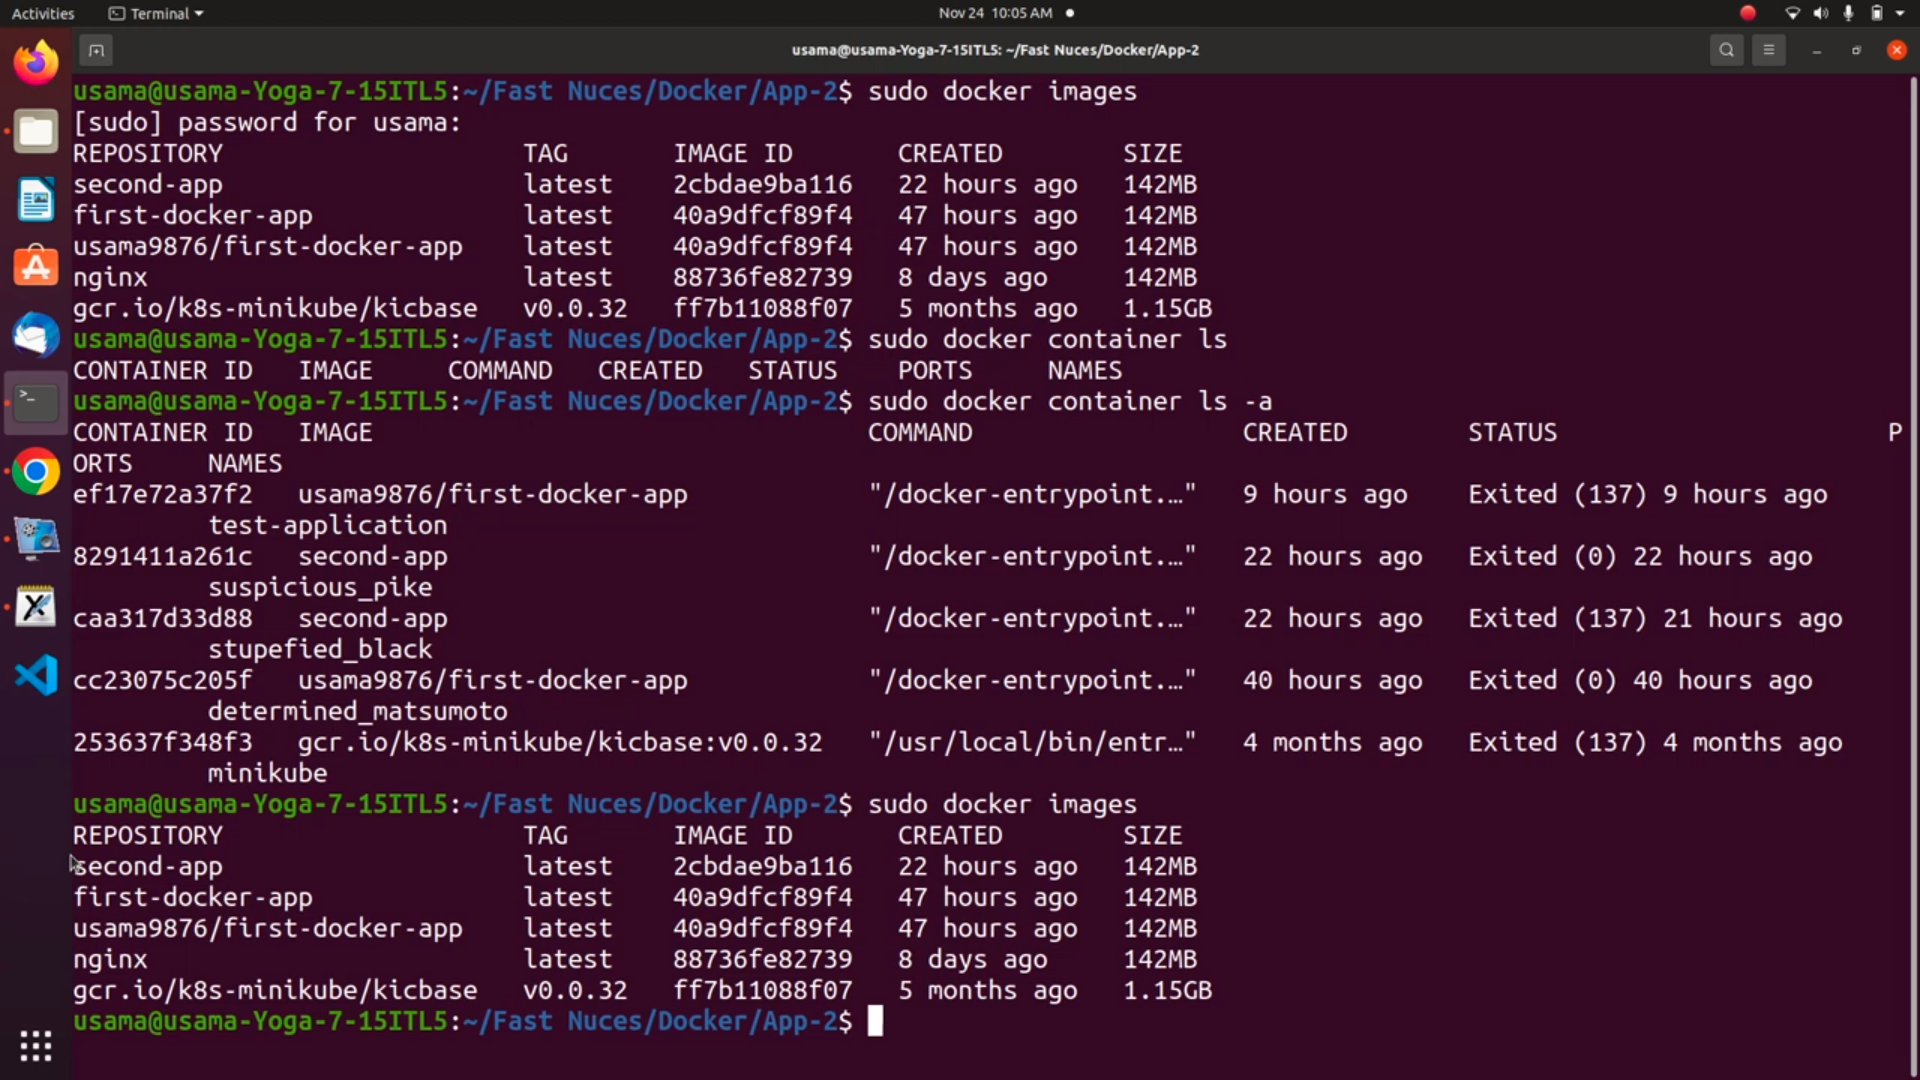 Activities Terminal Nov 24 10:05 AM
usama@usama-Yoga-7-15ITL5: ~/Fast Nuces/Docker/App-2
usama@usama-Yoga-7-15ITL5:~/Fast Nuces/Docker/App-2$ sudo docker images
[sudo] password for usama:
REPOSITORY TAG IMAGE ID CREATED SIZE
second-app latest 2cbdae9ba116 22 hours ago 142MB
first-docker-app latest 40a9dfcf89f4 47 hours ago 142MB
usama9876/first-docker-app latest 40a9dfcf89f4 47 hours ago 142MB
nginx latest 88736fe82739 8 days ago 142MB
gcr.io/k8s-minikube/kicbase v0.0.32 ff7b11088f07 5 months ago 1.15GB
usama@usama-Yoga-7-15ITL5:~/Fast Nuces/Docker/App-2$ sudo docker container ls
CONTAINER ID IMAGE COMMAND CREATED STATUS PORTS NAMES
usama@usama-Yoga-7-15ITL5:~/Fast Nuces/Docker/App-2$ sudo docker container ls -a
CONTAINER ID IMAGE COMMAND CREATED STATUS P
ORTS NAMES
ef17e72a37f2 usama9876/first-docker-app "/docker-entrypoint.…" 9 hours ago Exited (137) 9 hours ago
test-application
8291411a261c second-app "/docker-entrypoint.…" 22 hours ago Exited (0) 22 hours ago
suspicious_pike
caa317d33d88 second-app "/docker-entrypoint.…" 22 hours ago Exited (137) 21 hours ago
stupefied_black
cc23075c205f usama9876/first-docker-app "/docker-entrypoint.…" 40 hours ago Exited (0) 40 hours ago
determined_matsumoto
253637f348f3 gcr.io/k8s-minikube/kicbase:v0.0.32 "/usr/local/bin/entr…" 4 months ago Exited (137) 4 months ago
minikube
usama@usama-Yoga-7-15ITL5:~/Fast Nuces/Docker/App-2$ sudo docker images
REPOSITORY TAG IMAGE ID CREATED SIZE
second-app latest 2cbdae9ba116 22 hours ago 142MB
first-docker-app latest 40a9dfcf89f4 47 hours ago 142MB
usama9876/first-docker-app latest 40a9dfcf89f4 47 hours ago 142MB
nginx latest 88736fe82739 8 days ago 142MB
gcr.io/k8s-minikube/kicbase v0.0.32 ff7b11088f07 5 months ago 1.15GB
usama@usama-Yoga-7-15ITL5:~/Fast Nuces/Docker/App-2$